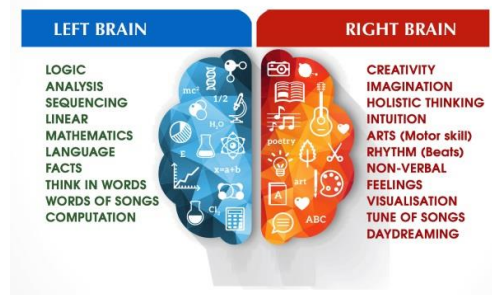 LEFT BRAIN
RIGHT BRAIN
LOGIC
ANALYSIS
SEQUENCING
LINEAR
MATHEMATICS
LANGUAGE
FACTS
THINK IN WORDS
WORDS OF SONGS
COMPUTATION
mc²
1/2
H₂O
E
x=a+b
Cl₂
poetry
art
A
ABC
CREATIVITY
IMAGINATION
HOLISTIC THINKING
INTUITION
ARTS (Motor skill)
RHYTHM (Beats)
NON-VERBAL
FEELINGS
VISUALISATION
TUNE OF SONGS
DAYDREAMING